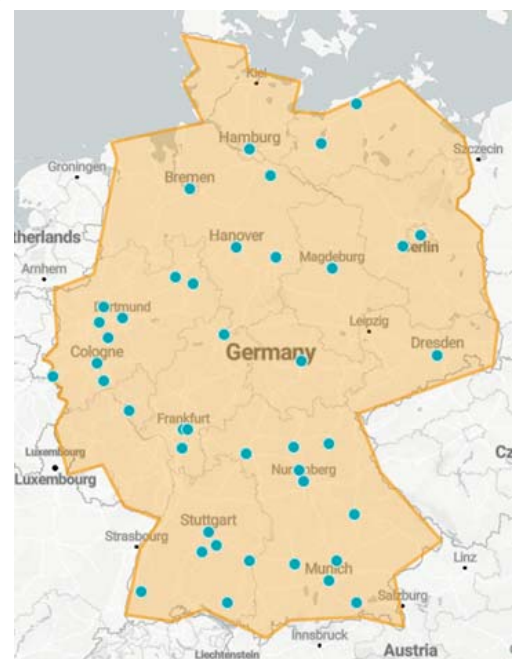 Kiel
Hamburg
Szczecin
Groningen
Bremen
therlands
Hanover
Berlin
Magdeburg
Arnhem
Dortmund
Leipzig
Cologne
Germany
Dresden
Frankfurt
Luxembourg
Cz
Luxembourg
Nuremberg
Strasbourg
Stuttgart
Linz
Munich
Salzburg
Innsbruck
Liechtenstein
Austria